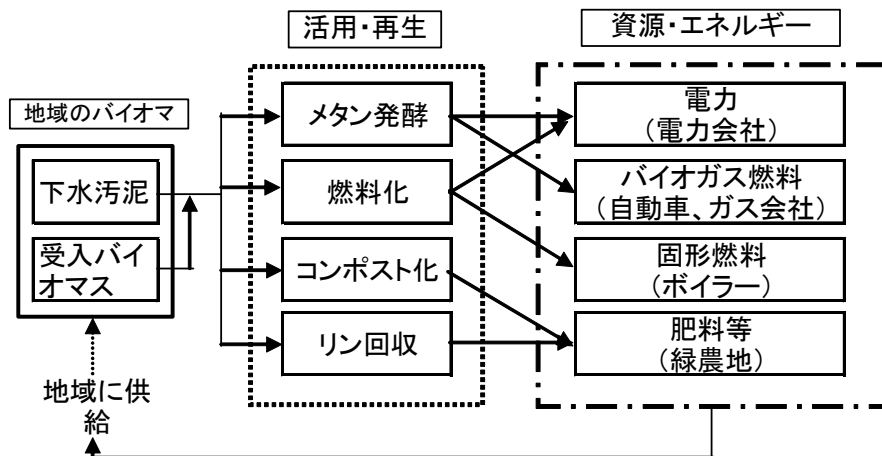 活用・再生
資源・エネルギー
地域のバイオマ
下水汚泥
受入バイ
オマス
地域に供
給
メタン発酵
燃料化
コンポスト化
リン回収
電力
（電力会社）
バイオガス燃料
（自動車、ガス会社）
固形燃料
（ボイラー）
肥料等
（緑農地）